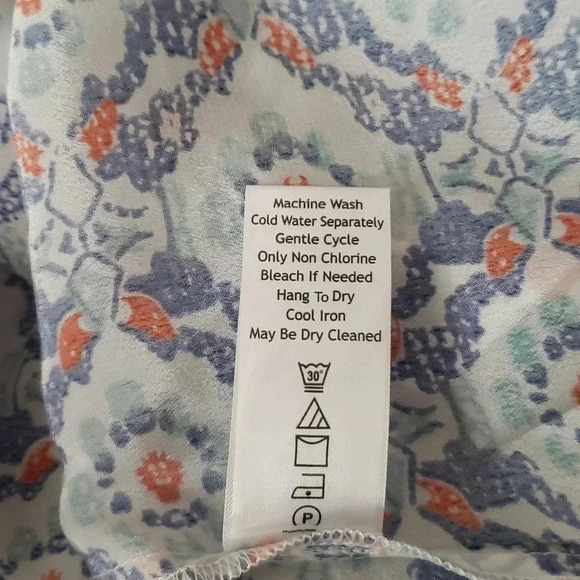 Machine Wash
Cold Water Separately
Gentle Cycle
Only Non Chlorine
Bleach If Needed
Hang To Dry
Cool Iron
May Be Dry Cleaned
30°
P